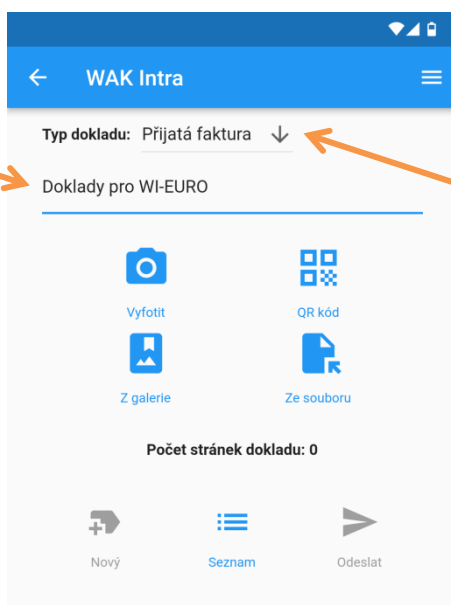 WAK Intra
Typ dokladu: Přijatá faktura
Doklady pro WI-EURO
Vyfotit QR kód
Z galerie Ze souboru
Počet stránek dokladu: 0
Nový Seznam Odeslat